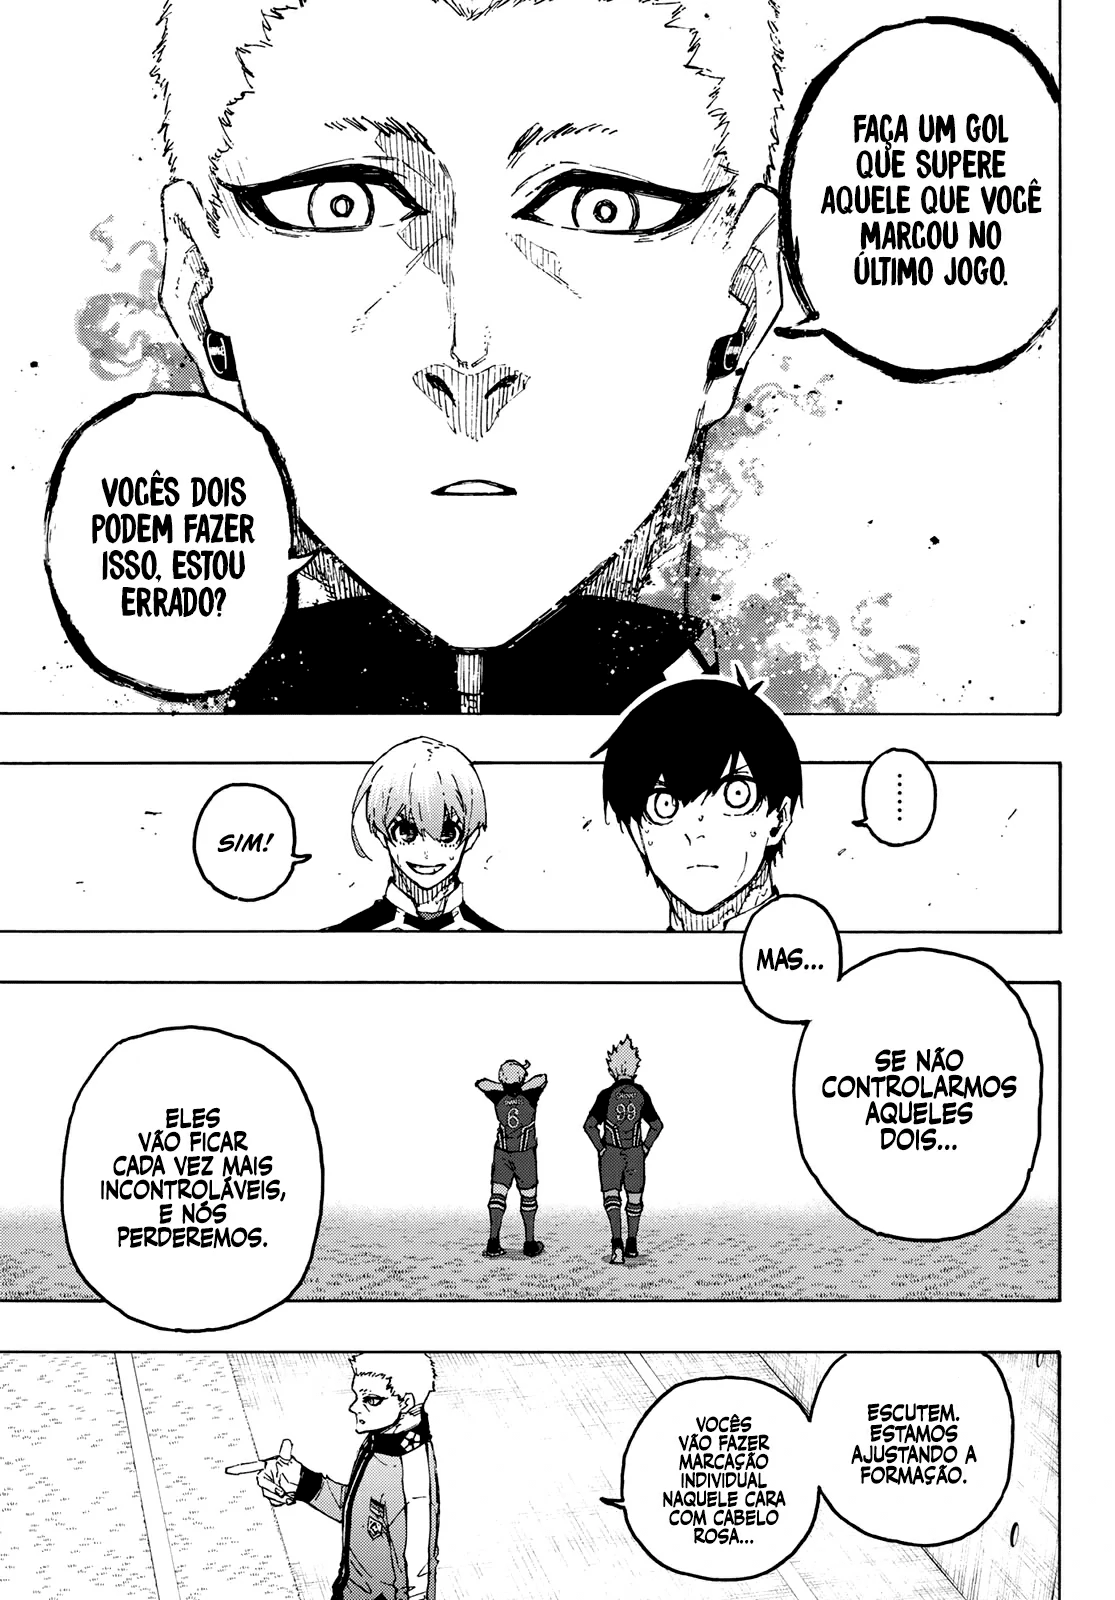 FAÇA UM GOL
QUE SUPERE
AQUELE QUE VOCÊ
MARCOU NO
ÚLTIMO JOGO.
VOCÊS DOIS
PODEM FAZER
ISSO, ESTOU
ERRADO?
........
SIM!
MAS...
SE NÃO
CONTROLARMOS
AQUELES
DOIS...
6
99
ELES
VÃO FICAR
CADA VEZ MAIS
INCONTROLÁVEIS,
E NÓS
PERDEREMOS.
ESCUTEM.
ESTAMOS
AJUSTANDO A
FORMAÇÃO.
VOCÊS
VÃO FAZER
MARCAÇÃO
INDIVIDUAL
NAQUELE CARA
COM CABELO
ROSA...